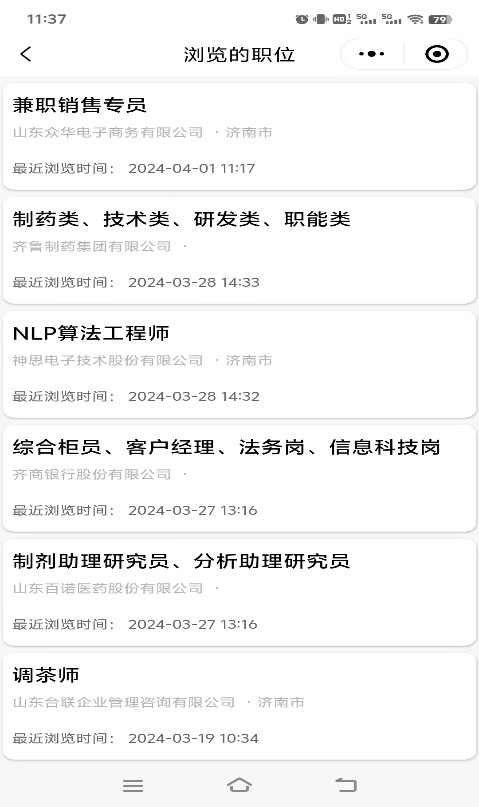 11:37
HD 1 2 5G 5G 79
浏览的职位
兼职销售专员
山东众华电子商务有限公司 · 济南市
最近浏览时间： 2024-04-01 11:17
制药类、技术类、研发类、职能类
齐鲁制药集团有限公司 ·
最近浏览时间： 2024-03-28 14:33
NLP算法工程师
神思电子技术股份有限公司 · 济南市
最近浏览时间： 2024-03-28 14:32
综合柜员、客户经理、法务岗、信息科技岗
齐商银行股份有限公司 ·
最近浏览时间： 2024-03-27 13:16
制剂助理研究员、分析助理研究员
山东百诺医药股份有限公司 ·
最近浏览时间： 2024-03-27 13:16
调茶师
山东台联企业管理咨询有限公司 · 济南市
最近浏览时间： 2024-03-19 10:34